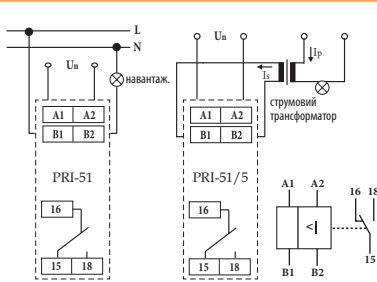 L
N
Un
навантаж.
A1 A2
B1 B2
PRI-51
16
15 18
Un
Ip
Is
струмовий
трансформатор
A1 A2
B1 B2
PRI-51/5
16
15 18
A1 A2
16 18
<I
15
B1 B2